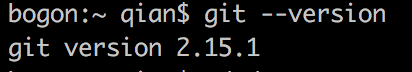 bogon:~ qian$ git --version
git version 2.15.1